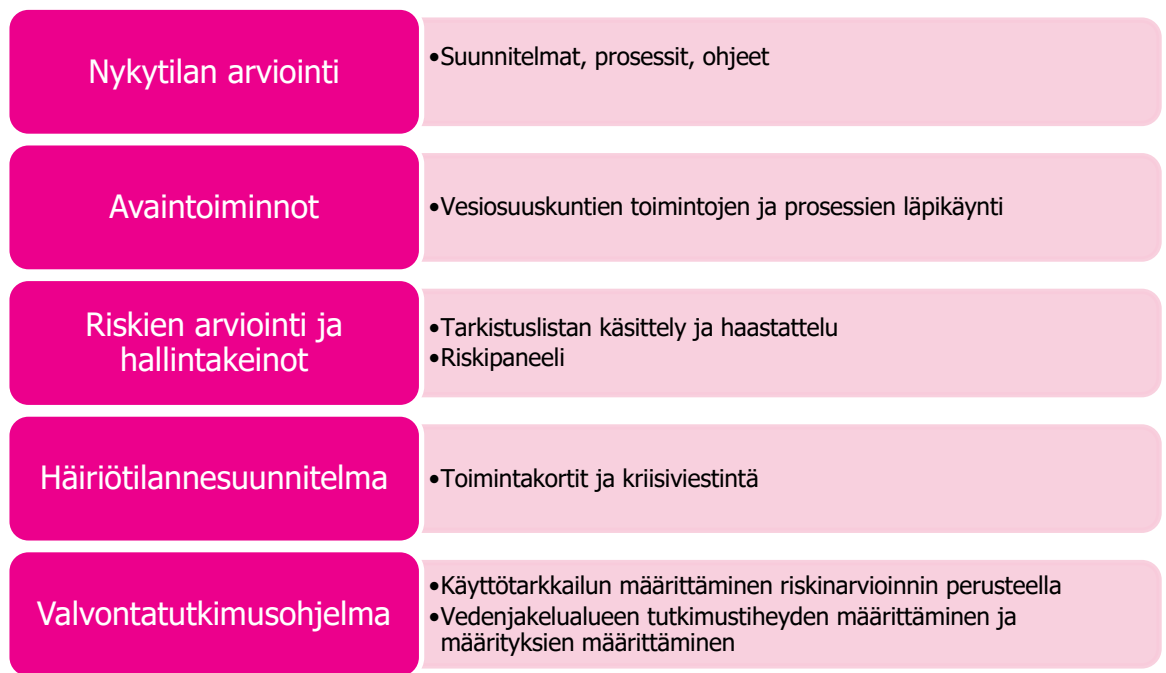 Nykytilan arviointi
•Suunnitelmat, prosessit, ohjeet
Avaintoiminnot
•Vesiosuuskuntien toimintojen ja prosessien läpikäynti
Riskien arviointi ja
hallintakeinot
•Tarkistuslistan käsittely ja haastattelu
•Riskipaneeli
Häiriötilannesuunnitelma
•Toimintakortit ja kriisiviestintä
Valvontatutkimusohjelma
•Käyttötarkkailun määrittäminen riskinarvioinnin perusteella
•Vedenjakelualueen tutkimustiheyden määrittäminen ja
määrityksien määrittäminen